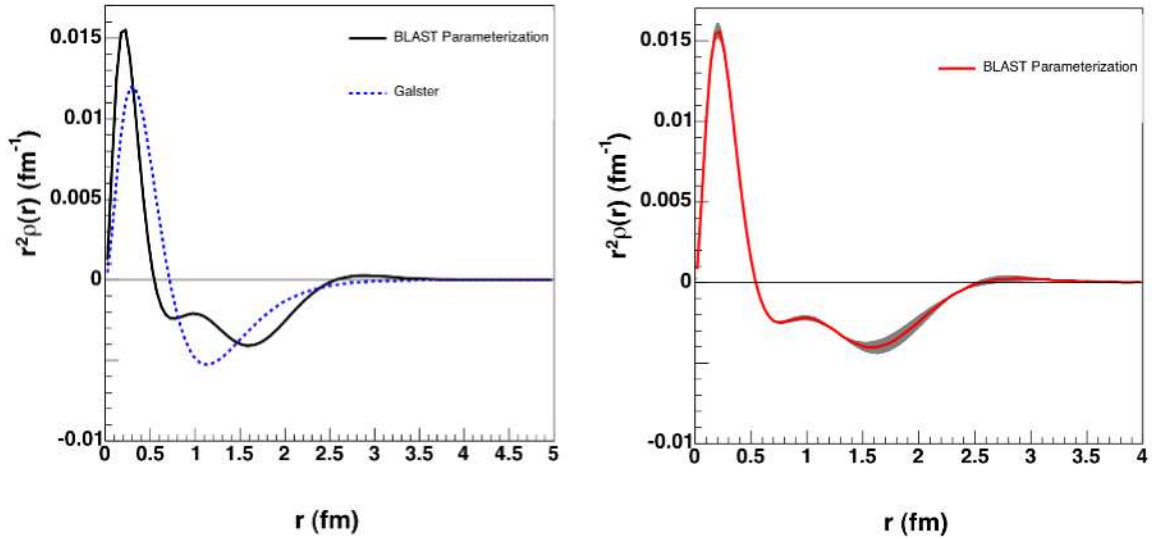 0.015
0.01
0.005
0
-0.01
r²ρ(r) (fm⁻¹)
BLAST Parameterization
Galster
0 0.5 1 1.5 2 2.5 3 3.5 4 4.5 5
r (fm)
0.015
0.01
0.005
0
-0.01
r²ρ(r) (fm⁻¹)
BLAST Parameterization
0 0.5 1 1.5 2 2.5 3 3.5 4
r (fm)